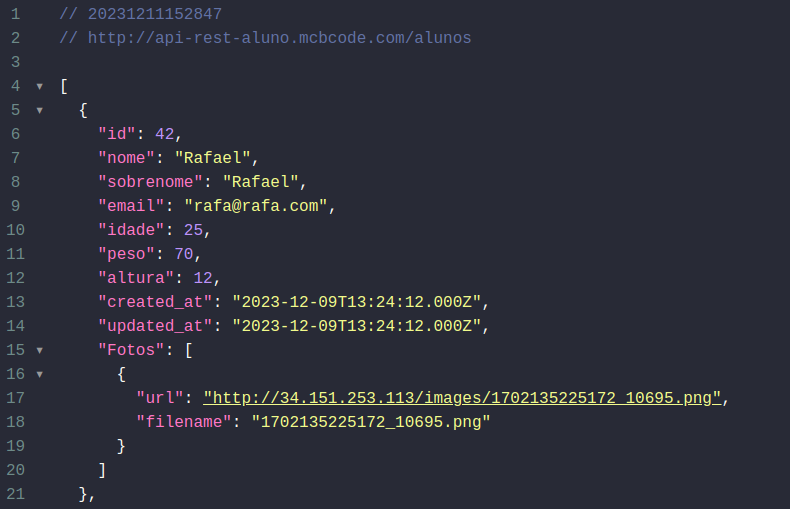 1 // 20231211152847
2 // http://api-rest-aluno.mcbcode.com/alunos
3
4 ▼ [
5 ▼ {
6 "id": 42,
7 "nome": "Rafael",
8 "sobrenome": "Rafael",
9 "email": "rafa@rafa.com",
10 "idade": 25,
11 "peso": 70,
12 "altura": 12,
13 "created_at": "2023-12-09T13:24:12.000Z",
14 "updated_at": "2023-12-09T13:24:12.000Z",
15 ▼ "Fotos": [
16 ▼ {
17 "url": "http://34.151.253.113/images/1702135225172_10695.png",
18 "filename": "1702135225172_10695.png"
19 }
20 ]
21 },